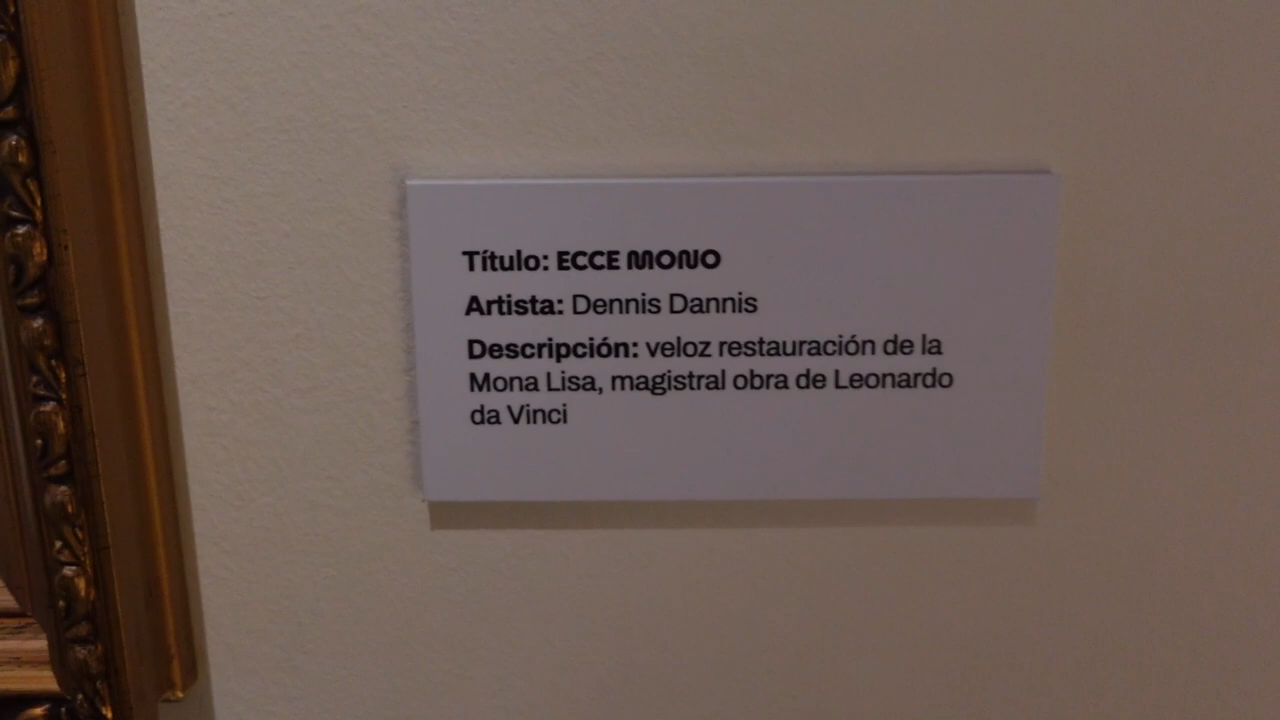 Título: ECCE MONO
Artista: Dennis Dannis
Descripción: veloz restauración de la
Mona Lisa, magistral obra de Leonardo
da Vinci